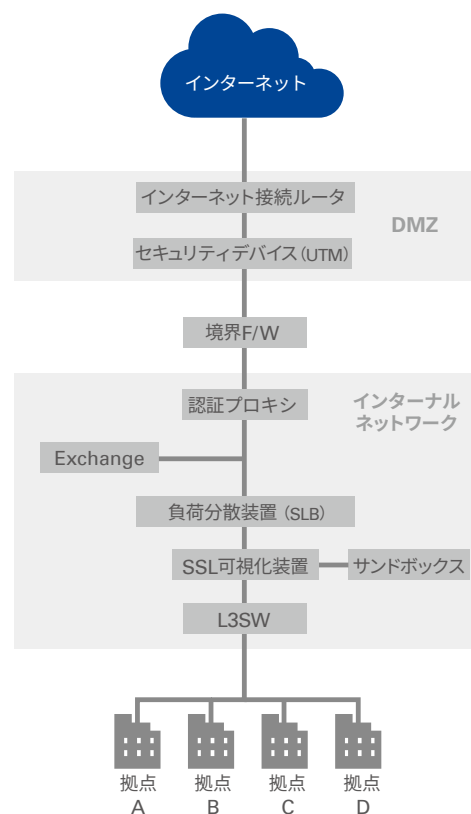 インターネット
インターネット接続ルータ
DMZ
セキュリティデバイス(UTM)
境界F/W
認証プロキシ
インターナル
ネットワーク
Exchange
負荷分散装置(SLB)
SSL可視化装置
サンドボックス
L3SW
拠点
A
拠点
B
拠点
C
拠点
D